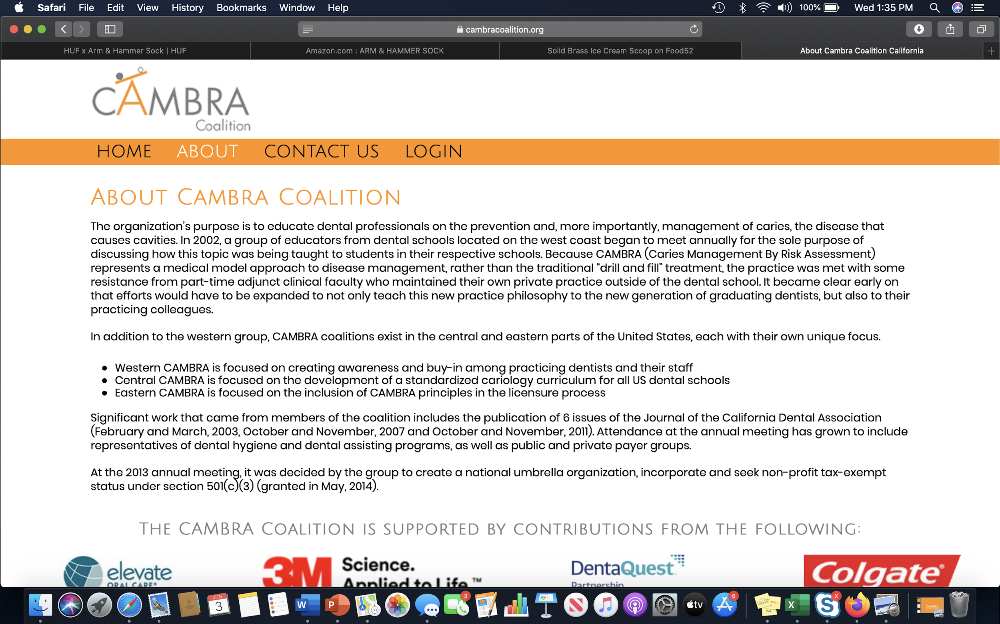 Safari File Edit View History Bookmarks Window Help 100% Wed 1:35 PM
cambracoalition.org
HUF x Arm & Hammer Sock | HUF
Amazon.com : ARM & HAMMER SOCK
Solid Brass Ice Cream Scoop on Food52
About Cambra Coalition California
CAMBRA
Coalition
HOME ABOUT CONTACT US LOGIN
ABOUT CAMBRA COALITION
The organization’s purpose is to educate dental professionals on the prevention and, more importantly, management of caries, the disease that
causes cavities. In 2002, a group of educators from dental schools located on the west coast began to meet annually for the sole purpose of
discussing how this topic was being taught to students in their respective schools. Because CAMBRA (Caries Management By Risk Assessment)
represents a medical model approach to disease management, rather than the traditional “drill and fill” treatment, the practice was met with some
resistance from part-time adjunct clinical faculty who maintained their own private practice outside of the dental school. It became clear early on
that efforts would have to be expanded to not only teach this new practice philosophy to the new generation of graduating dentists, but also to their
practicing colleagues.
In addition to the western group, CAMBRA coalitions exist in the central and eastern parts of the United States, each with their own unique focus.
● Western CAMBRA is focused on creating awareness and buy-in among practicing dentists and their staff
● Central CAMBRA is focused on the development of a standardized cariology curriculum for all US dental schools
● Eastern CAMBRA is focused on the inclusion of CAMBRA principles in the licensure process
Significant work that came from members of the coalition includes the publication of 6 issues of the Journal of the California Dental Association
(February and March, 2003, October and November, 2007 and October and November, 2011). Attendance at the annual meeting has grown to include
representatives of dental hygiene and dental assisting programs, as well as public and private payer groups.
At the 2013 annual meeting, it was decided by the group to create a national umbrella organization, incorporate and seek non-profit tax-exempt
status under section 501(c)(3) (granted in May, 2014).
THE CAMBRA COALITION IS SUPPORTED BY CONTRIBUTIONS FROM THE FOLLOWING:
elevate
ORAL CARE®
3M Science.
Applied to Life ™
DentaQuest
Partnership
Colgate®
JUN
3
W
P
3D
3
PAGES
tv
6
X
S
X
CAMBRA